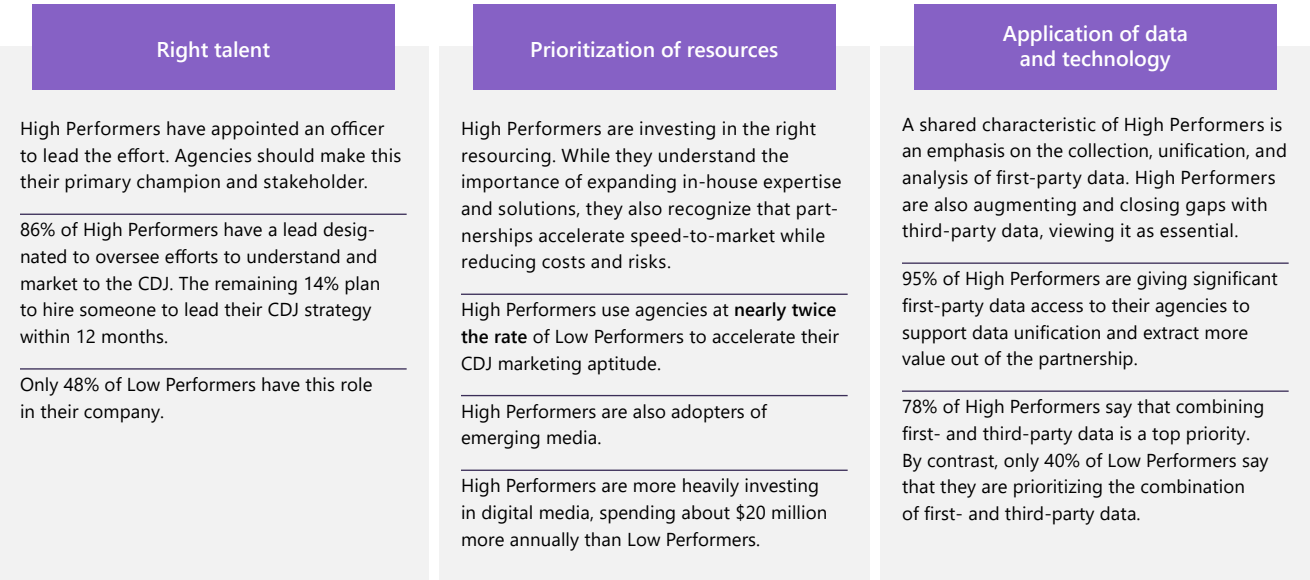 Right talent
High Performers have appointed an officer
to lead the effort. Agencies should make this
their primary champion and stakeholder.
86% of High Performers have a lead desig-
nated to oversee efforts to understand and
market to the CDJ. The remaining 14% plan
to hire someone to lead their CDJ strategy
within 12 months.
Only 48% of Low Performers have this role
in their company.
Prioritization of resources
High Performers are investing in the right
resourcing. While they understand the
importance of expanding in-house expertise
and solutions, they also recognize that part-
nerships accelerate speed-to-market while
reducing costs and risks.
High Performers use agencies at nearly twice
the rate of Low Performers to accelerate their
CDJ marketing aptitude.
High Performers are also adopters of
emerging media.
High Performers are more heavily investing
in digital media, spending about $20 million
more annually than Low Performers.
Application of data
and technology
A shared characteristic of High Performers is
an emphasis on the collection, unification, and
analysis of first-party data. High Performers
are also augmenting and closing gaps with
third-party data, viewing it as essential.
95% of High Performers are giving significant
first-party data access to their agencies to
support data unification and extract more
value out of the partnership.
78% of High Performers say that combining
first- and third-party data is a top priority.
By contrast, only 40% of Low Performers say
that they are prioritizing the combination
of first- and third-party data.